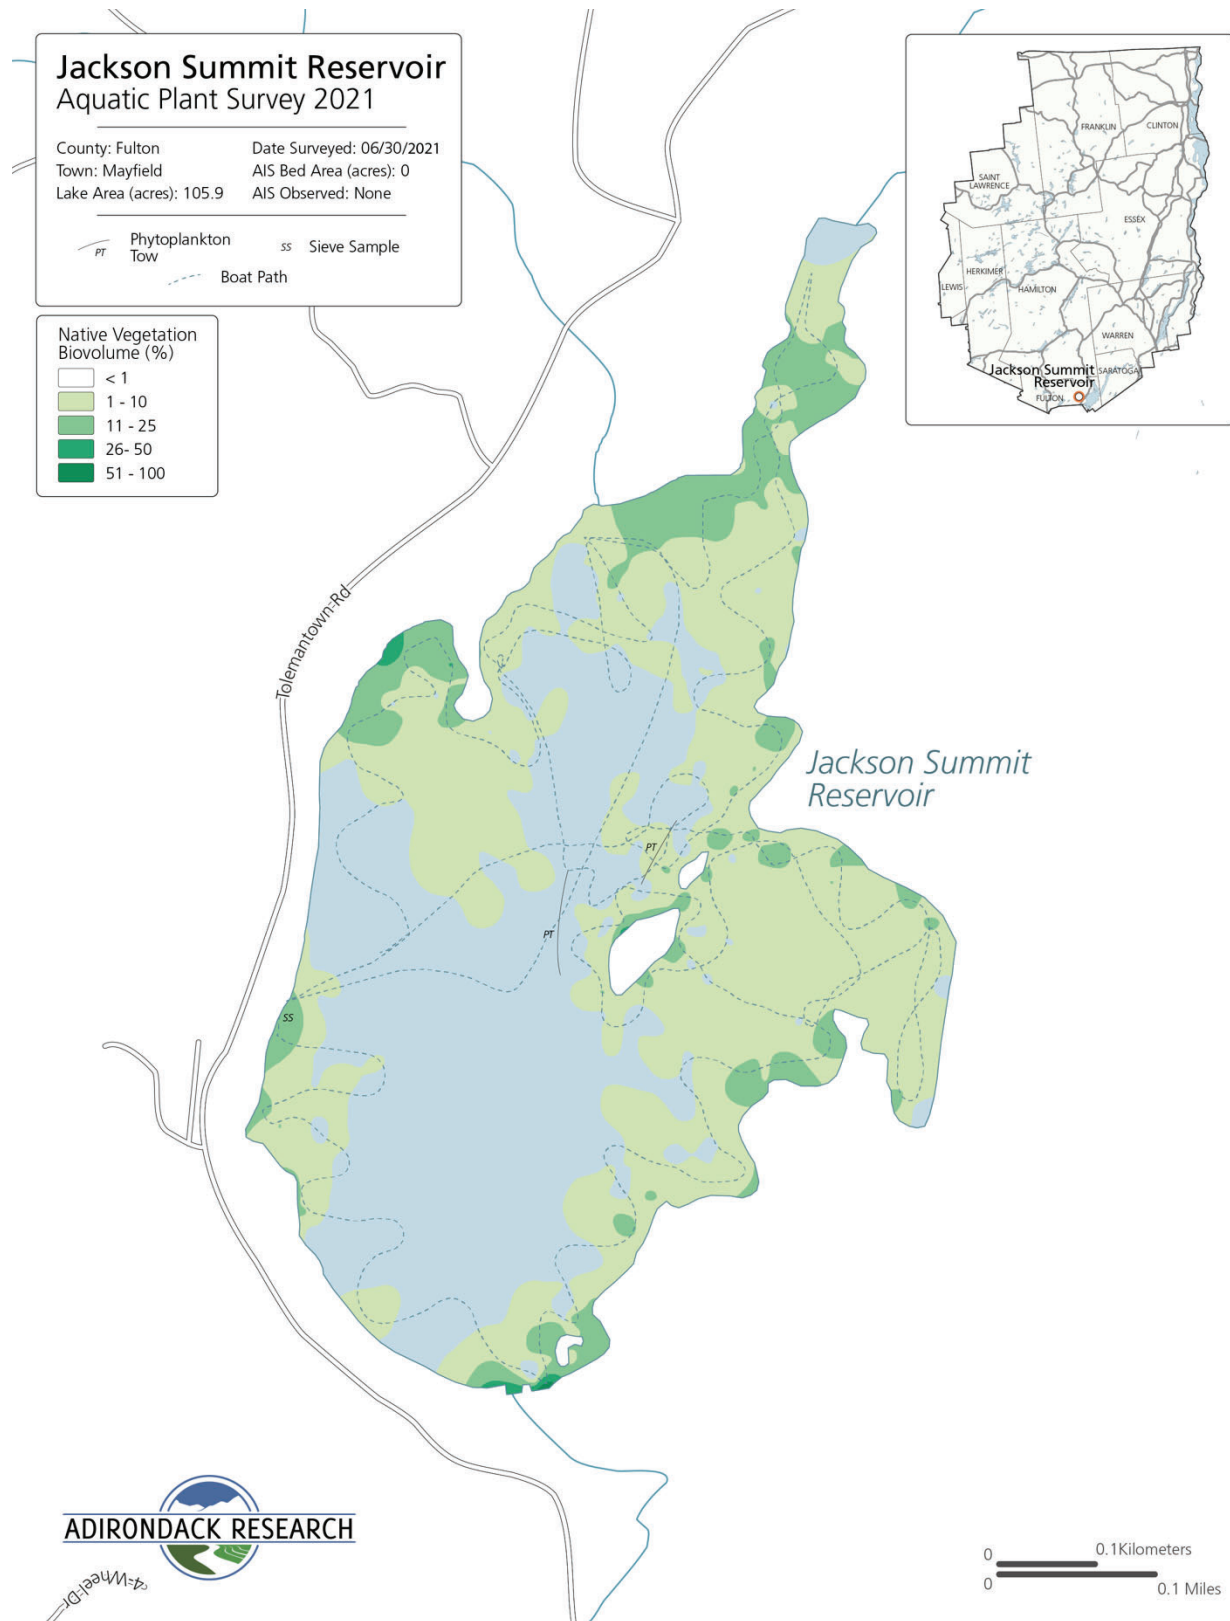 Jackson Summit Reservoir
Aquatic Plant Survey 2021
County: Fulton
Date Surveyed: 06/30/2021
Town: Mayfield
AIS Bed Area (acres): 0
Lake Area (acres): 105.9
AIS Observed: None
PT
Phytoplankton
Tow
SS
Sieve Sample
Boat Path
Native Vegetation
Biovolume (%)
< 1
1 - 10
11 - 25
26- 50
51 - 100
FRANKLIN
CLINTON
SAINT
LAWRENCE
ESSEX
HERKIMER
LEWIS
HAMILTON
WARREN
Jackson Summit
Reservoir
SARATOGA
FULTON
Tolemantown-Rd
Jackson Summit
Reservoir
PT
PT
SS
ADIRONDACK RESEARCH
4-Wheel-Dr
0
0.1Kilometers
0
0.1 Miles